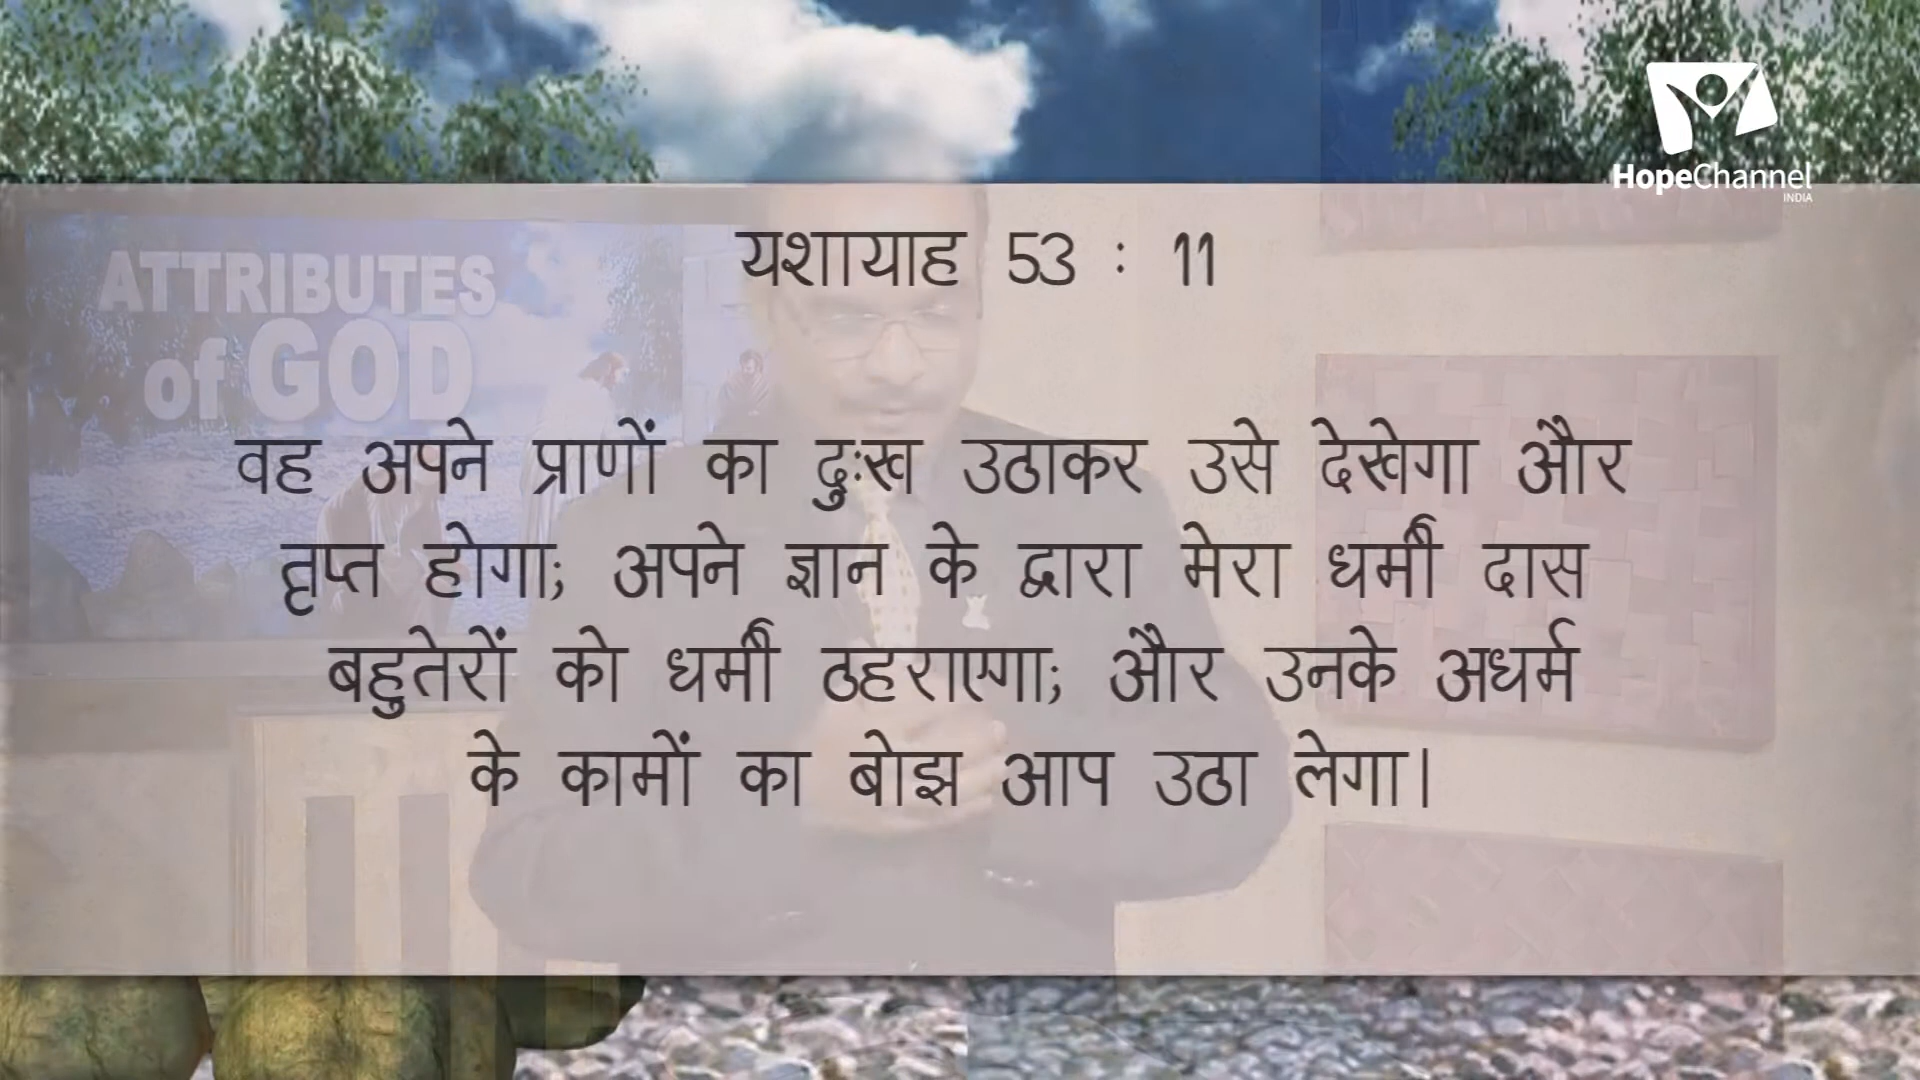 HopeChannel
INDIA
ATTRIBUTES
of GOD
यशायाह 53 : 11
वह अपने प्राणों का दुःख उठाकर उसे देखेगा और
तृप्त होगा; अपने ज्ञान के द्वारा मेरा धर्मी दास
बहुतेरों को धर्मी ठहराएगा; और उनके अधर्म
के कामों का बोझ आप उठा लेगा।